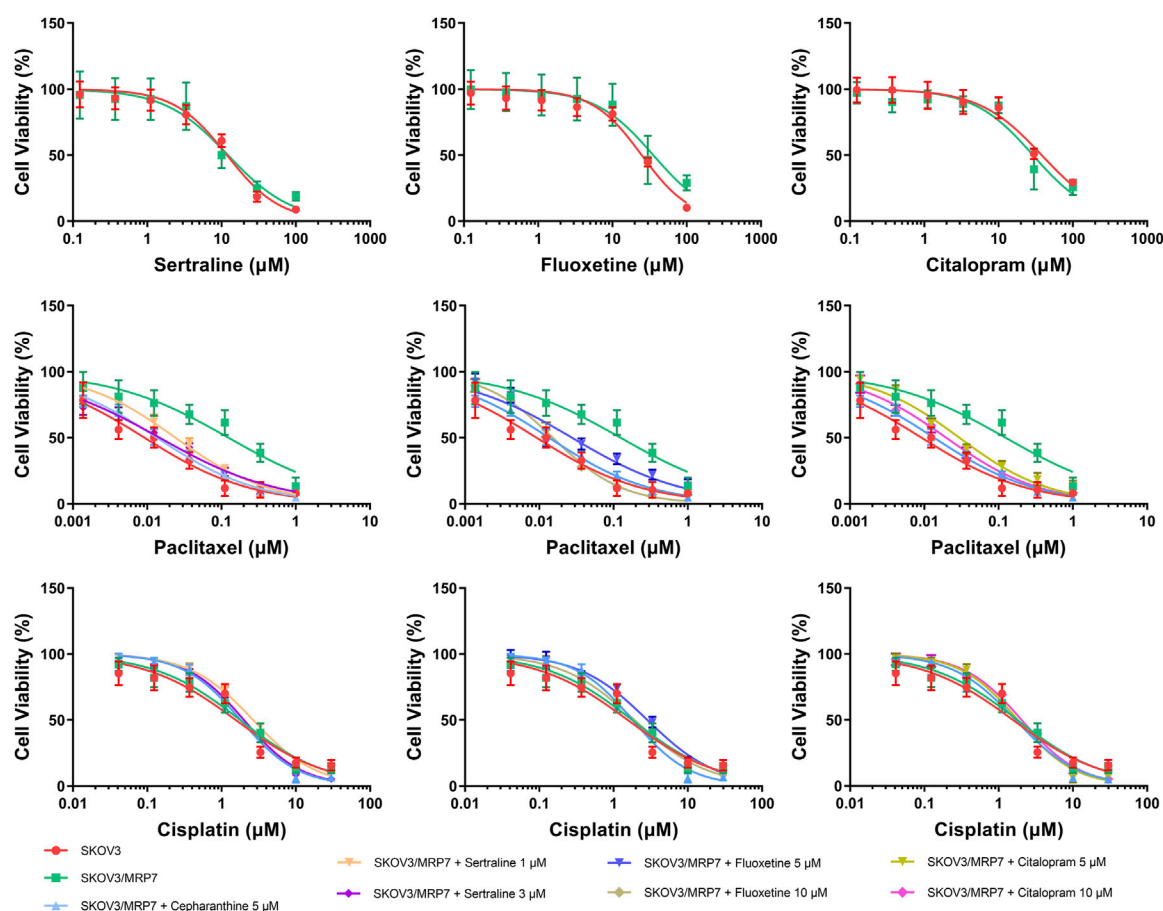 Cell Viability (%)
150
100
50
0
0.1 1 10 100 1000
Sertraline (µM)
Cell Viability (%)
150
100
50
0
0.1 1 10 100 1000
Fluoxetine (µM)
Cell Viability (%)
150
100
50
0
0.1 1 10 100 1000
Citalopram (µM)
Cell Viability (%)
150
100
50
0
0.001 0.01 0.1 1 10
Paclitaxel (µM)
Cell Viability (%)
150
100
50
0
0.001 0.01 0.1 1 10
Paclitaxel (µM)
Cell Viability (%)
150
100
50
0
0.001 0.01 0.1 1 10
Paclitaxel (µM)
Cell Viability (%)
150
100
50
0
0.01 0.1 1 10 100
Cisplatin (µM)
Cell Viability (%)
150
100
50
0
0.01 0.1 1 10 100
Cisplatin (µM)
Cell Viability (%)
150
100
50
0
0.01 0.1 1 10 100
Cisplatin (µM)
SKOV3
SKOV3/MRP7
SKOV3/MRP7 + Cepharanthine 5 µM
SKOV3/MRP7 + Sertraline 1 µM
SKOV3/MRP7 + Sertraline 3 µM
SKOV3/MRP7 + Fluoxetine 5 µM
SKOV3/MRP7 + Fluoxetine 10 µM
SKOV3/MRP7 + Citalopram 5 µM
SKOV3/MRP7 + Citalopram 10 µM